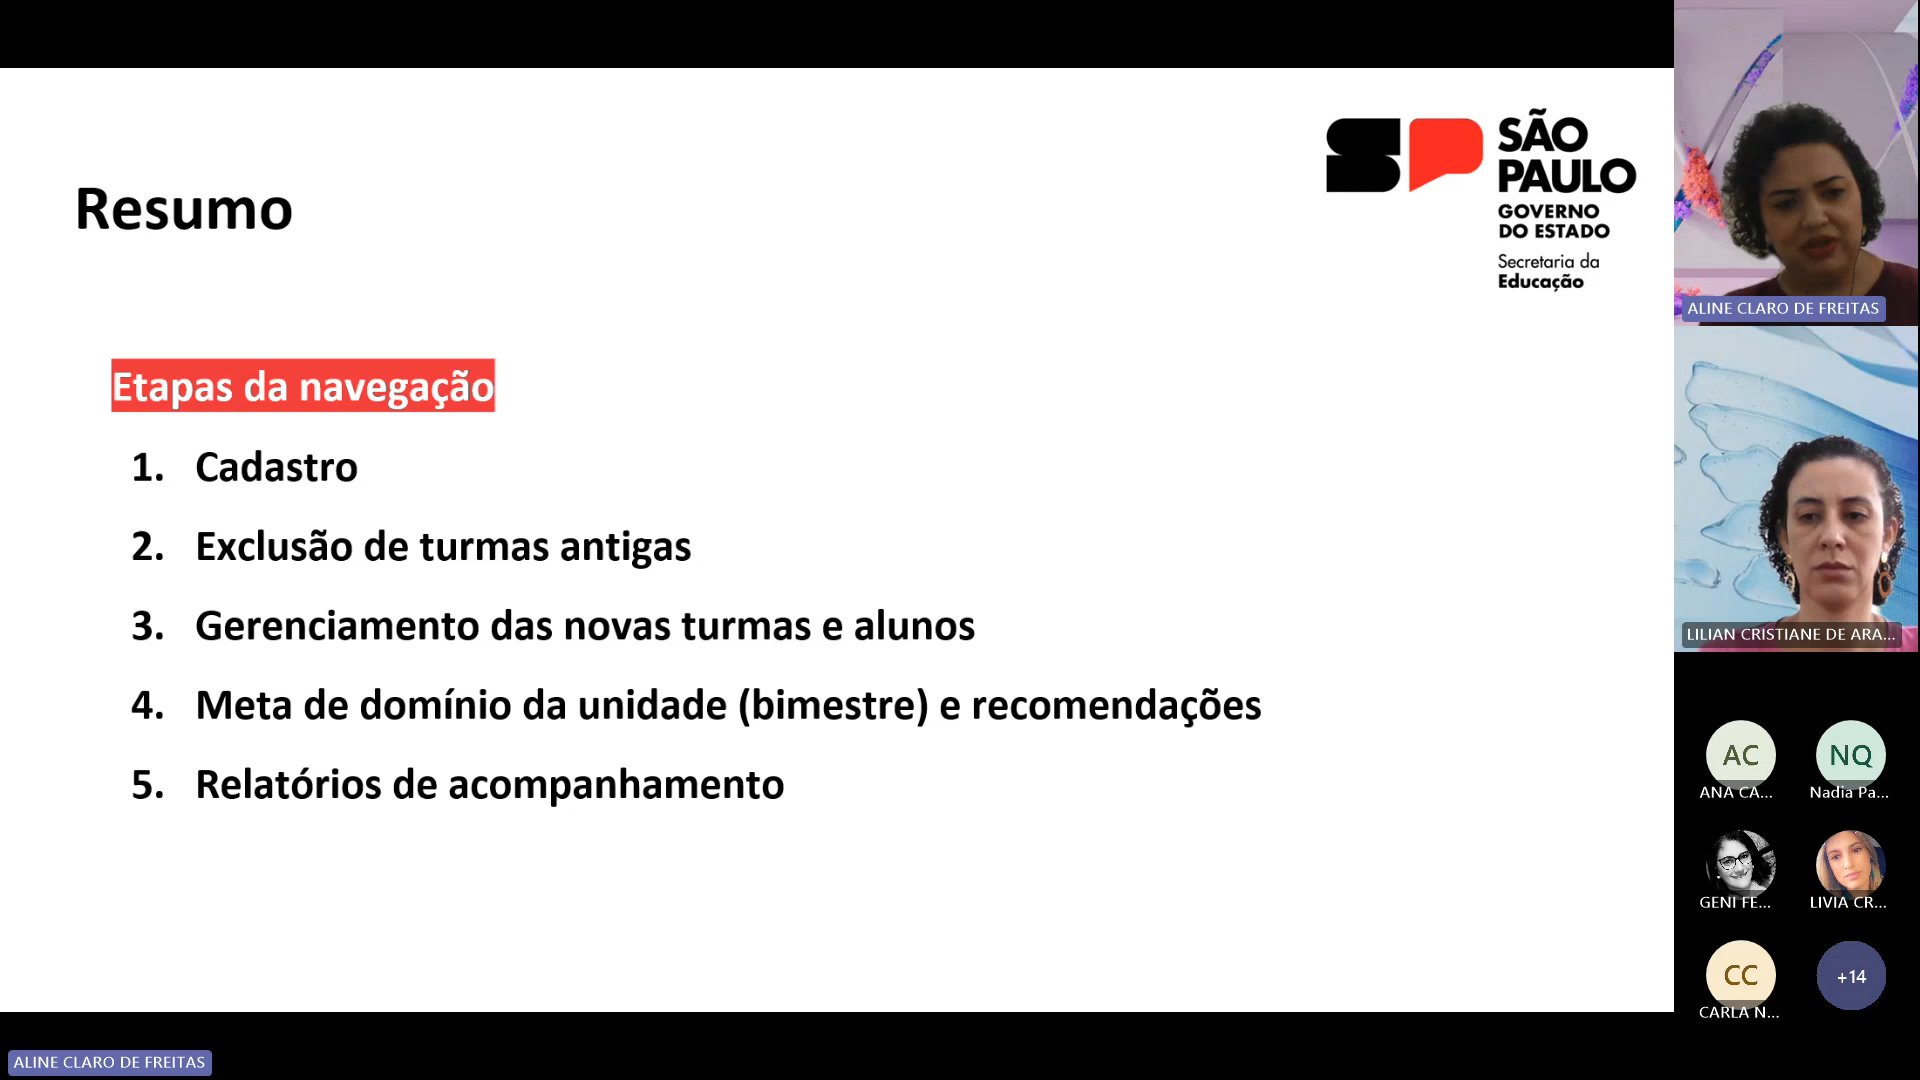 Resumo
SÃO
PAULO
GOVERNO
DO ESTADO
Secretaria da
Educação
Etapas da navegação
1. Cadastro
2. Exclusão de turmas antigas
3. Gerenciamento das novas turmas e alunos
4. Meta de domínio da unidade (bimestre) e recomendações
5. Relatórios de acompanhamento
ALINE CLARO DE FREITAS
LILIAN CRISTIANE DE ARA...
AC
ANA CA...
NQ
Nadia Pa...
GENI FE...
LIVIA CR...
CC
CARLA N...
+14
ALINE CLARO DE FREITAS